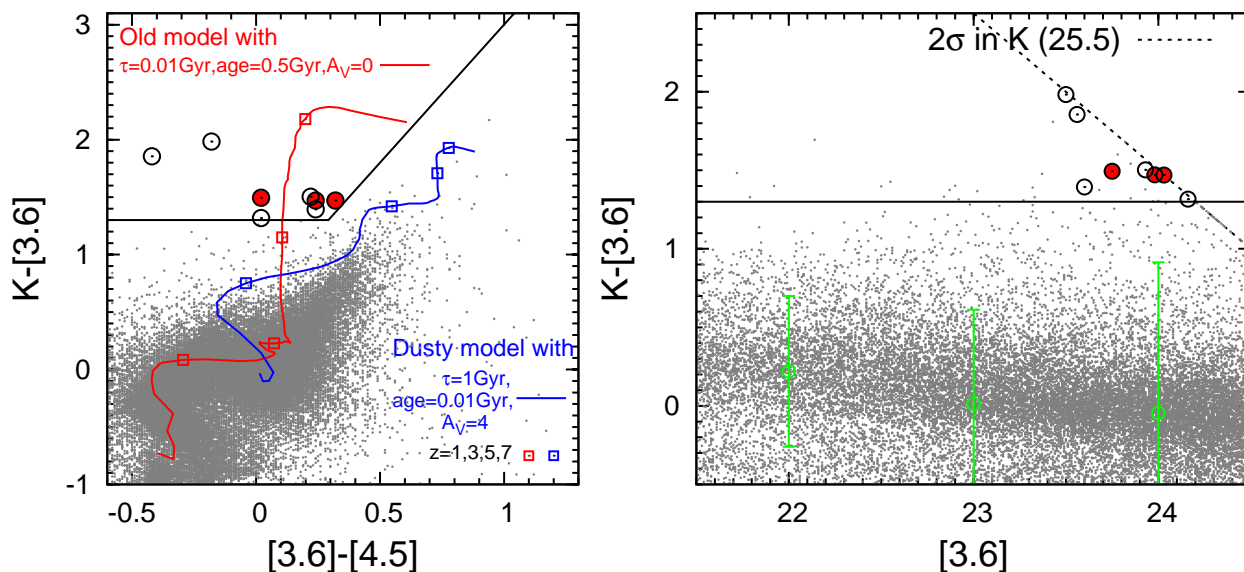 3
2
1
0
-1
-0.5
0
0.5
1
K-[3.6]
[3.6]-[4.5]
Old model with
τ=0.01Gyr,age=0.5Gyr,A_V=0
Dusty model with
τ=1Gyr,
age=0.01Gyr,
A_V=4
z=1,3,5,7
2
1
0
22
23
24
K-[3.6]
[3.6]
2σ in K (25.5)